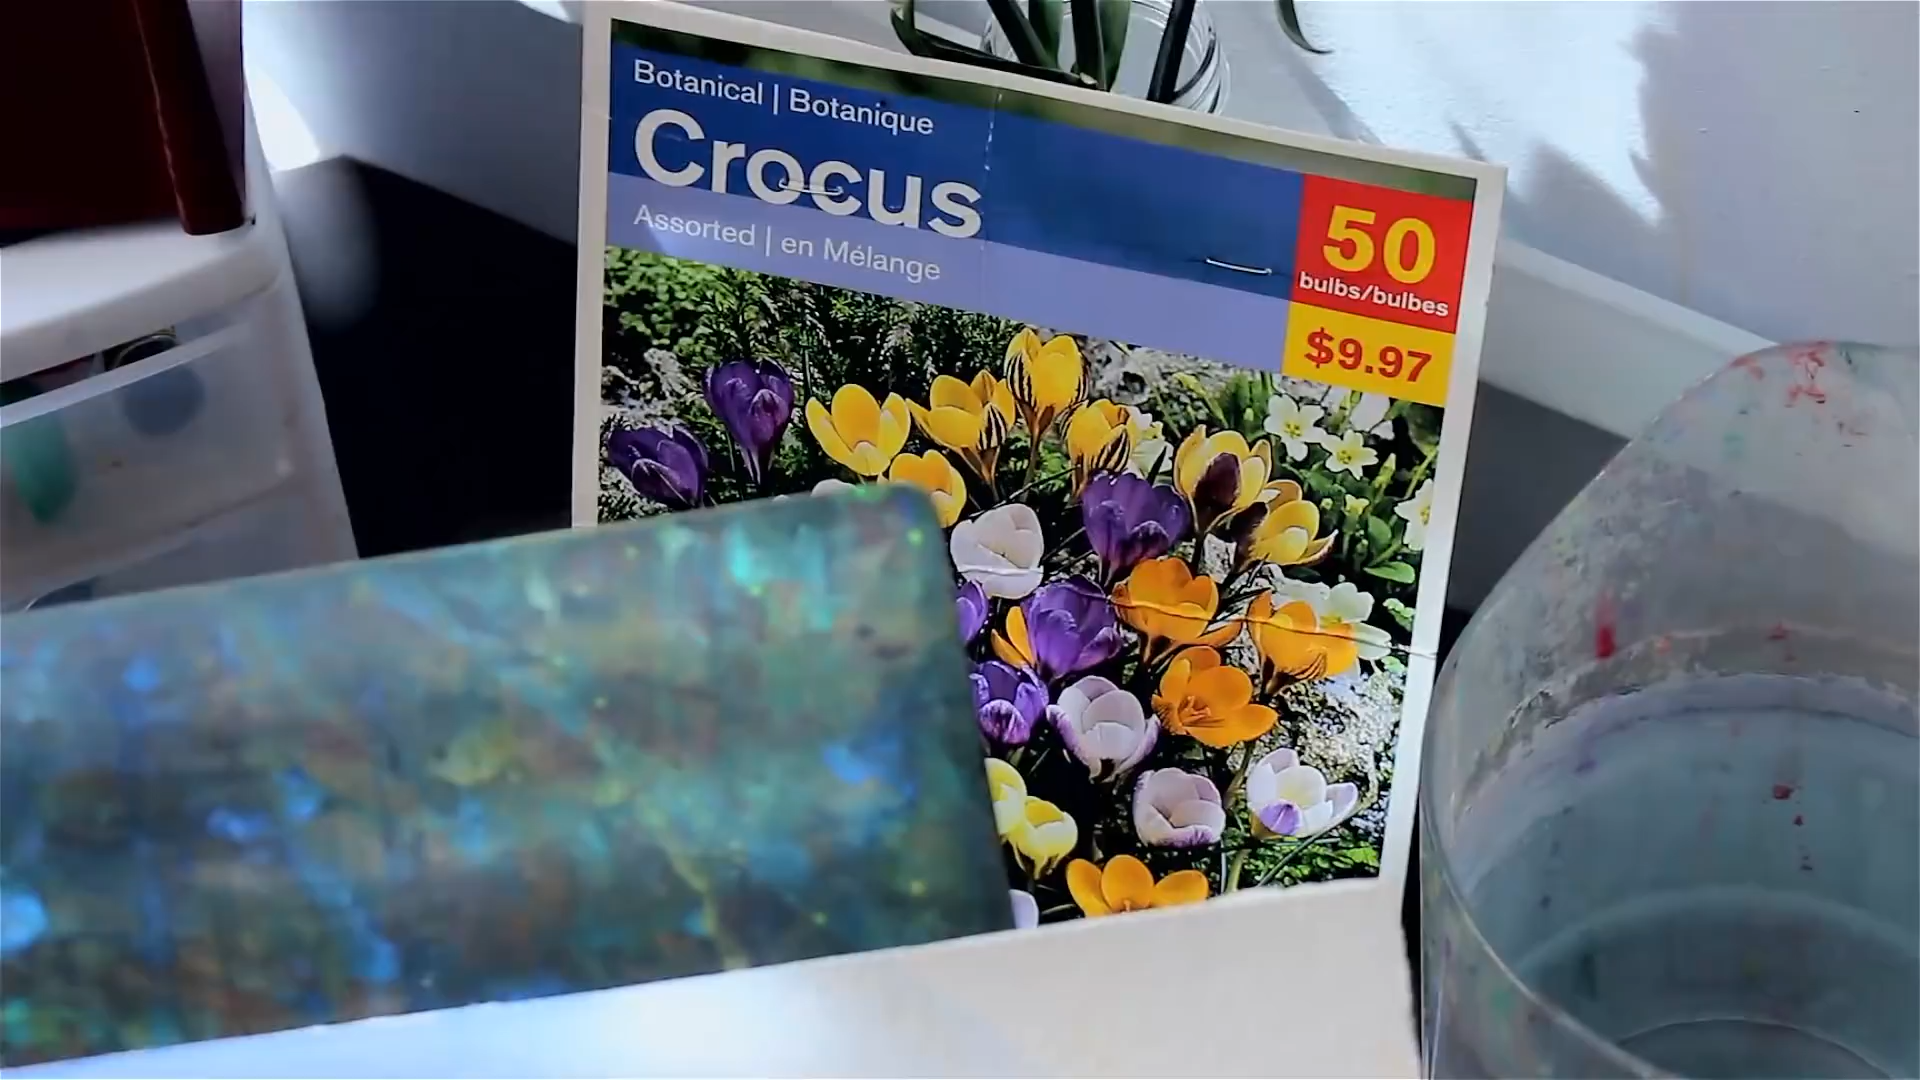 Botanical | Botanique
Crocus
Assorted | en Mélange
50
bulbs/bulbes
$9.97